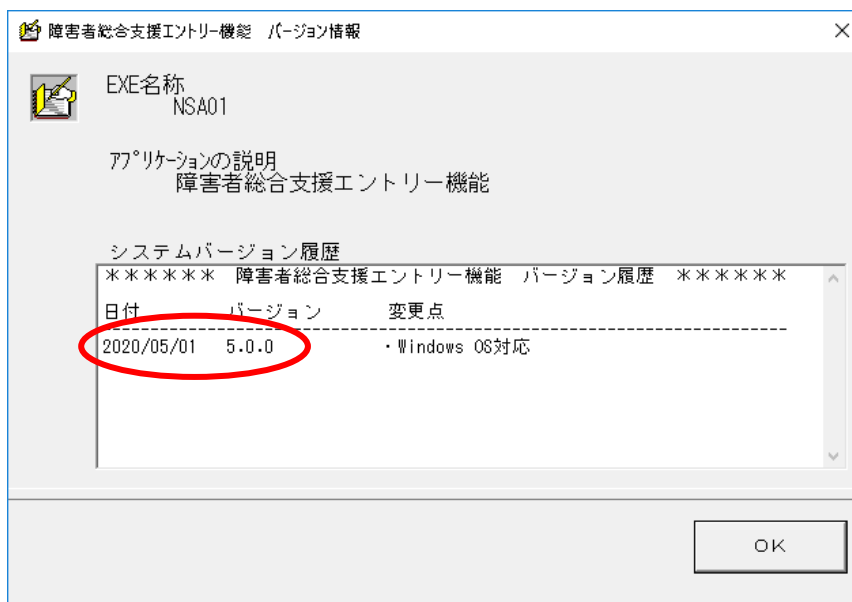 障害者総合支援ｴﾝﾄﾘｰ機能　ﾊﾞｰｼﾞｮﾝ情報
EXE名称
NSA01
ｱﾌﾟﾘｹｰｼｮﾝの説明
障害者総合支援エントリー機能
システムバージョン履歴
＊＊＊＊＊＊　障害者総合支援エントリー機能　バージョン履歴　＊＊＊＊＊＊
日付　バージョン　変更点
--------------------------------------------------------------------------
2020/05/01　5.0.0　・Windows OS対応
ＯＫ